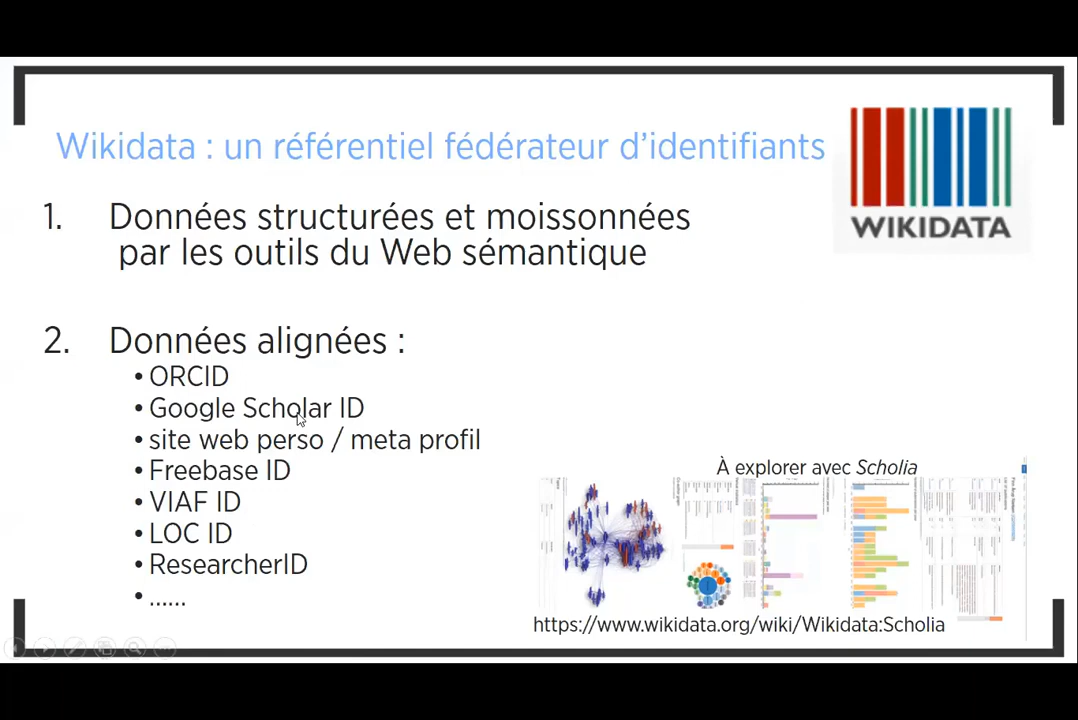 Wikidata : un référentiel fédérateur d'identifiants
WIKIDATA
1. Données structurées et moissonnées
par les outils du Web sémantique
2. Données alignées :
• ORCID
• Google Scholar ID
• site web perso / meta profil
• Freebase ID
• VIAF ID
• LOC ID
• ResearcherID
• ......
À explorer avec Scholia
https://www.wikidata.org/wiki/Wikidata:Scholia